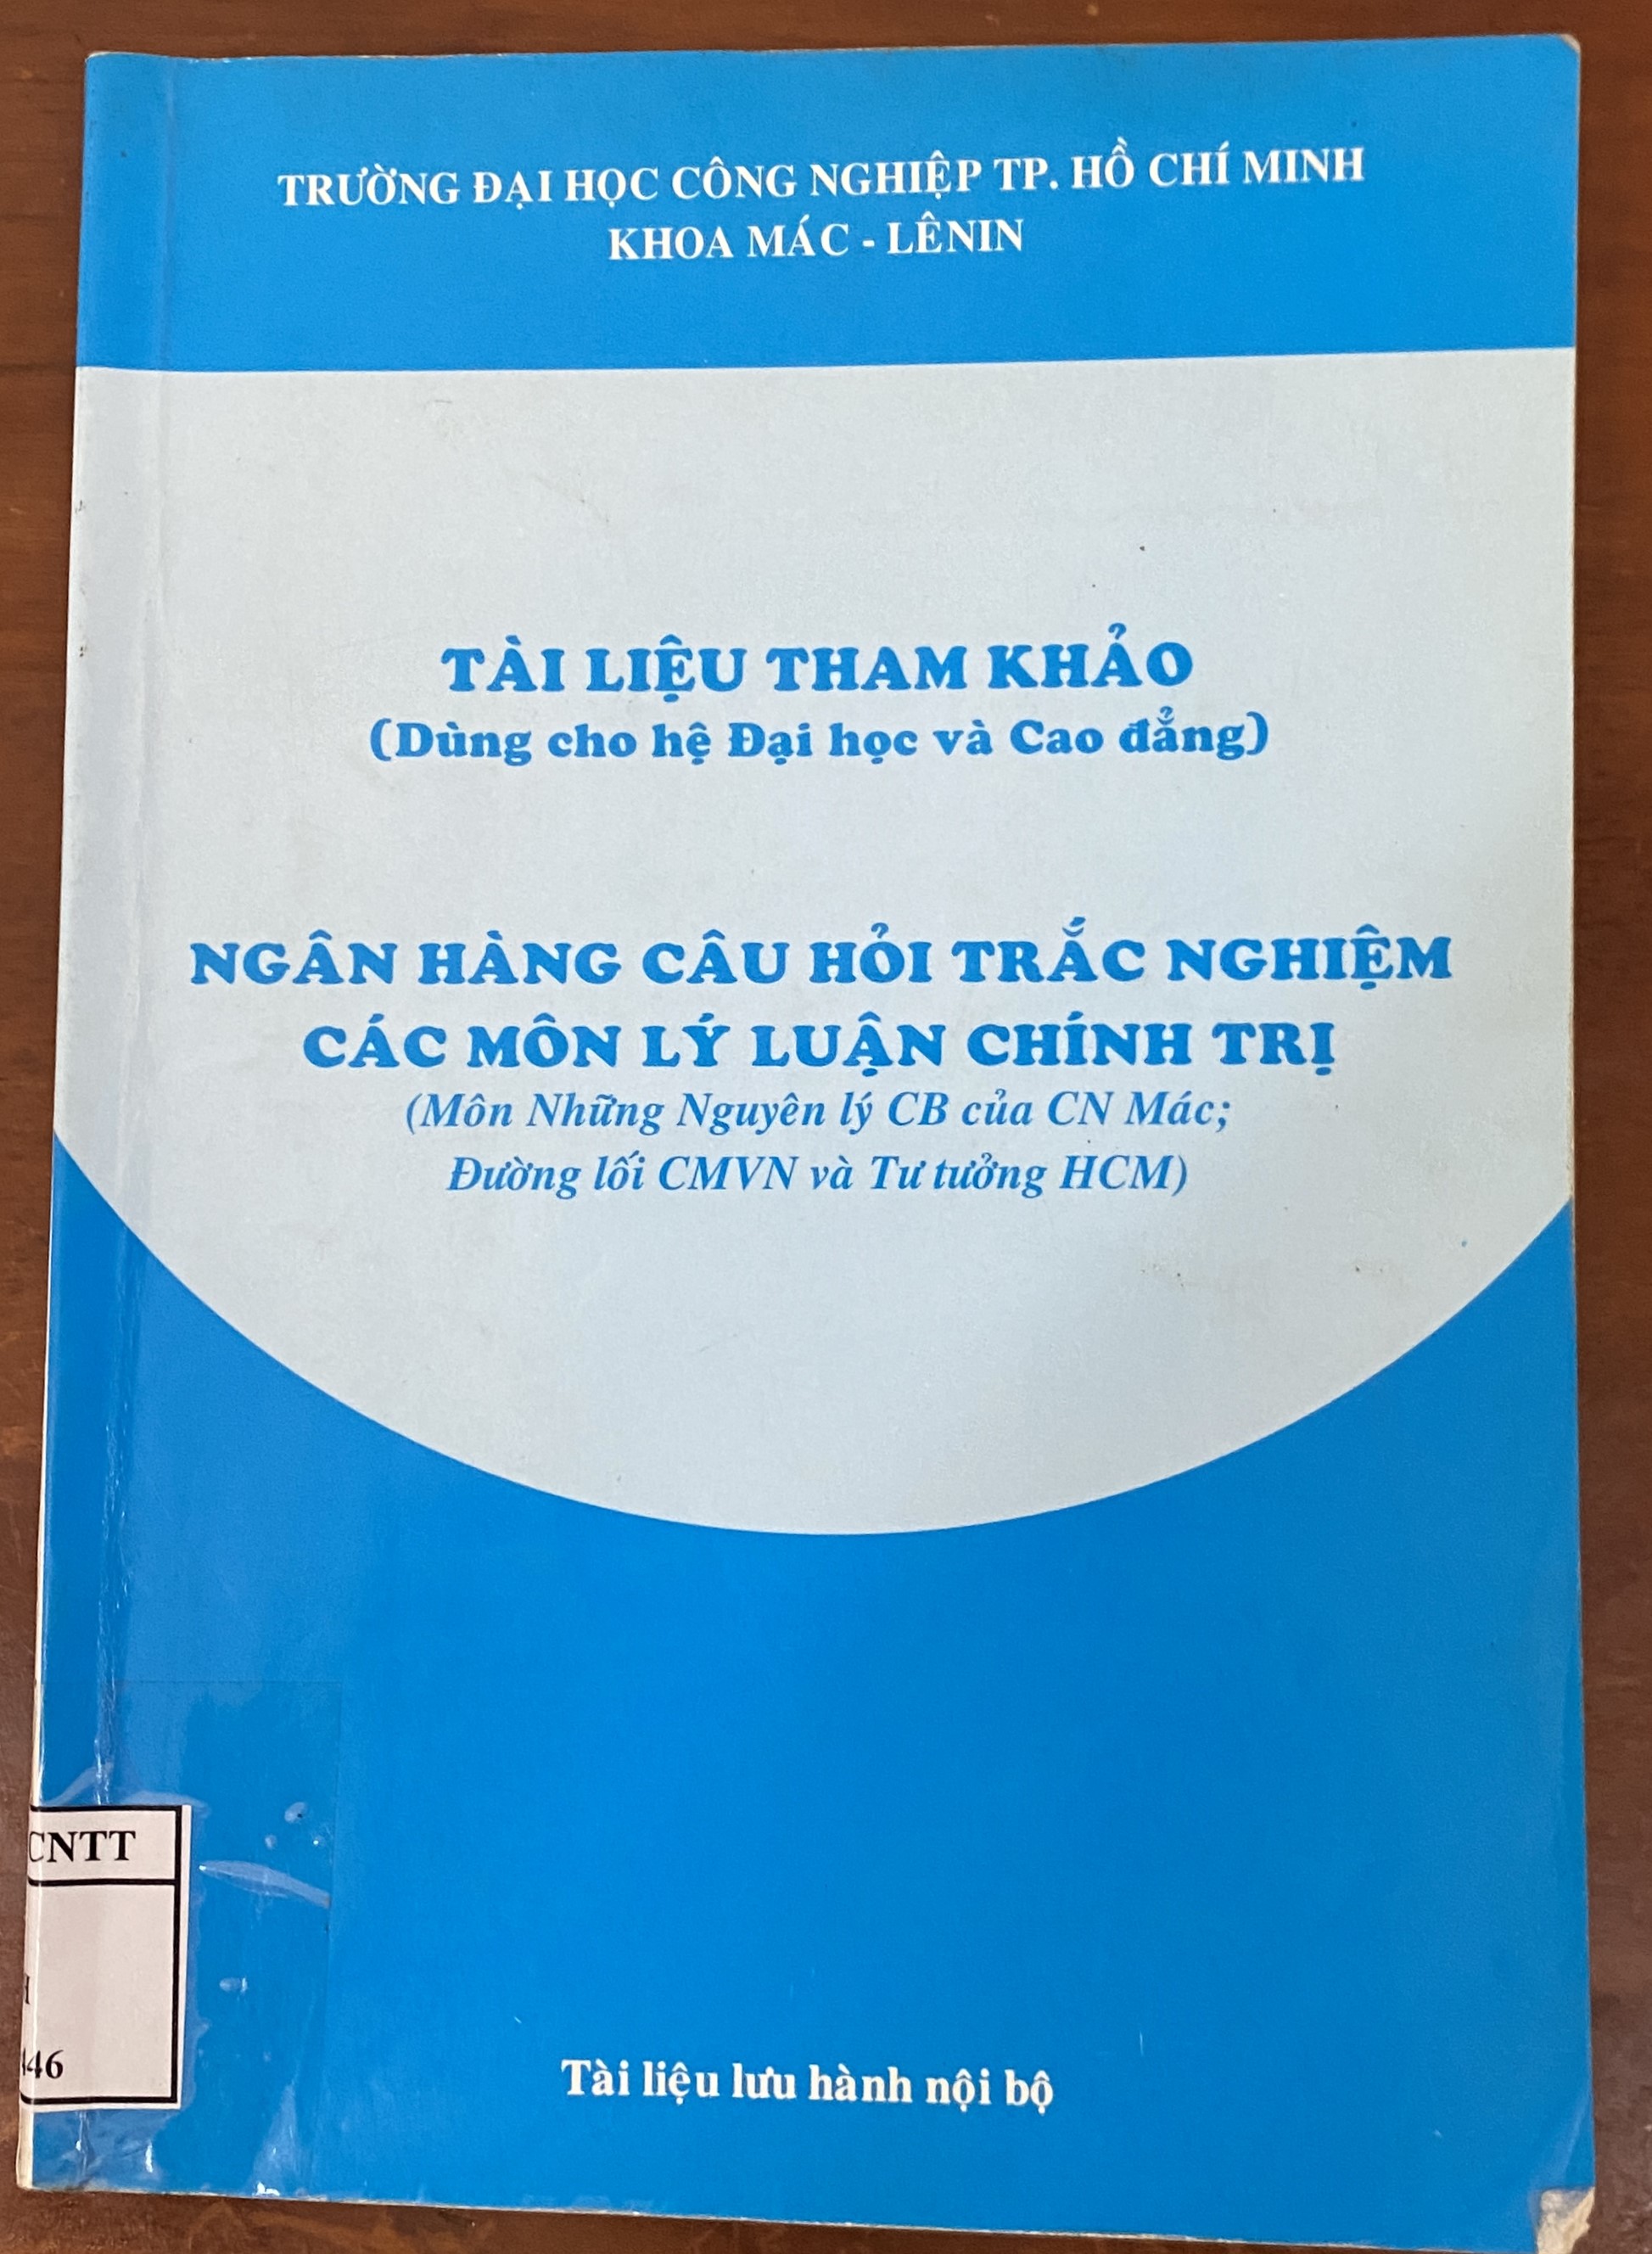 TRƯỜNG ĐẠI HỌC CÔNG NGHIỆP TP. HỒ CHÍ MINH
KHOA MÁC - LÊNIN
TÀI LIỆU THAM KHẢO
(Dùng cho hệ Đại học và Cao đẳng)
NGÂN HÀNG CÂU HỎI TRẮC NGHIỆM
CÁC MÔN LÝ LUẬN CHÍNH TRỊ
(Môn Những Nguyên lý CB của CN Mác;
Đường lối CMVN và Tư tưởng HCM)
CNTT
46
Tài liệu lưu hành nội bộ